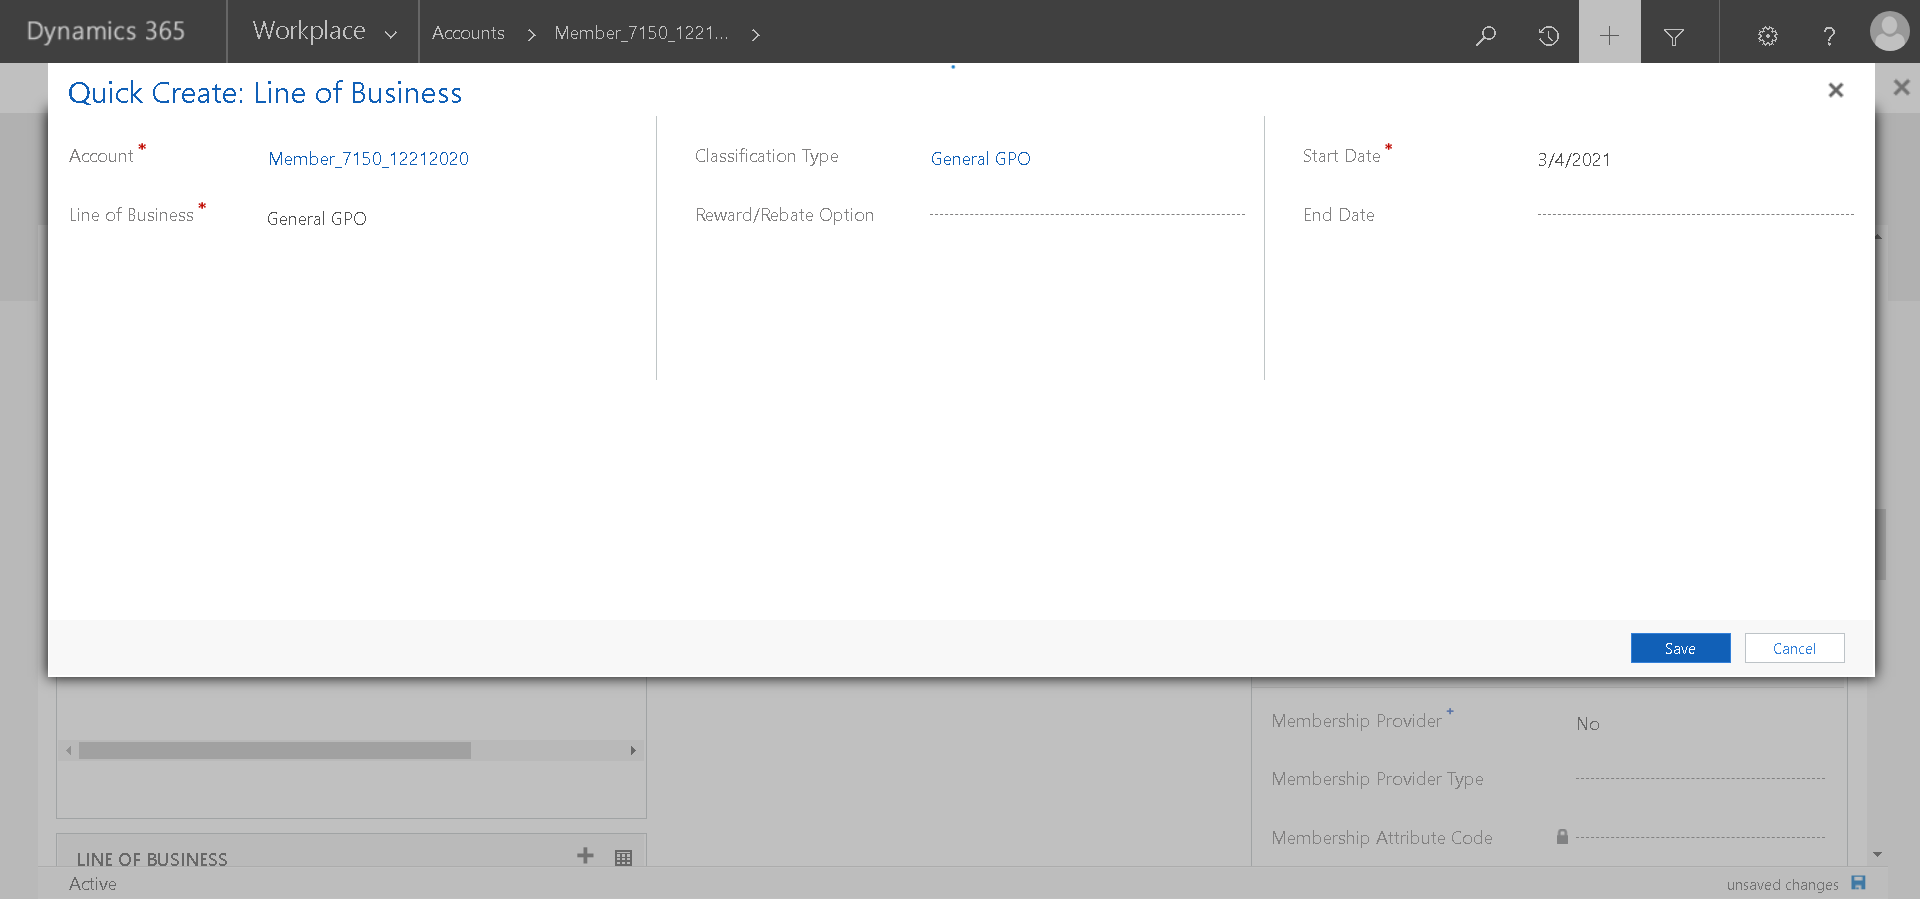 Dynamics 365
Workplace
Accounts
Member_7150_1221...
Quick Create: Line of Business
Account *
Member_7150_12212020
Line of Business *
General GPO
Classification Type
General GPO
Reward/Rebate Option
Start Date *
3/4/2021
End Date
Save
Cancel
Membership Provider +
No
Membership Provider Type
Membership Attribute Code
LINE OF BUSINESS
Active
unsaved changes